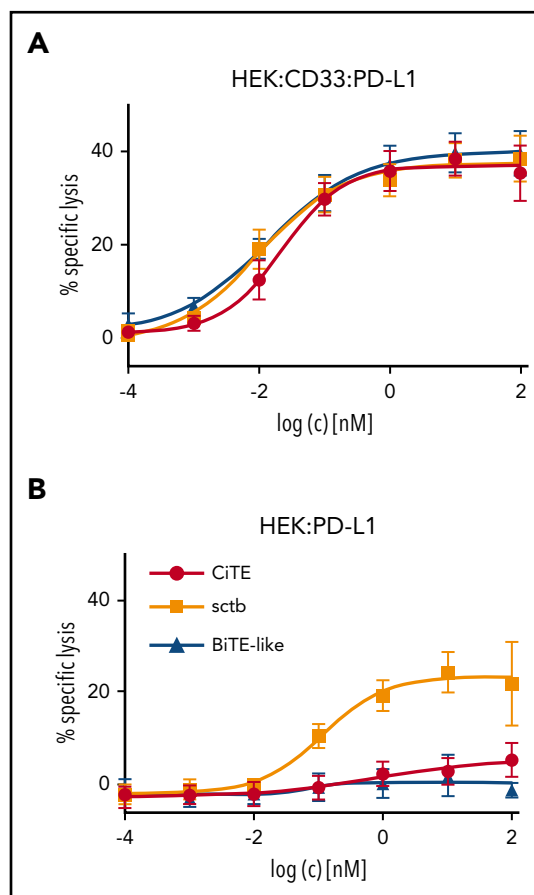 A
HEK:CD33:PD-L1
% specific lysis
40
20
0
-4
-2
0
2
log (c) [nM]
B
HEK:PD-L1
CiTE
sctb
BiTE-like
% specific lysis
40
20
0
-4
-2
0
2
log (c) [nM]